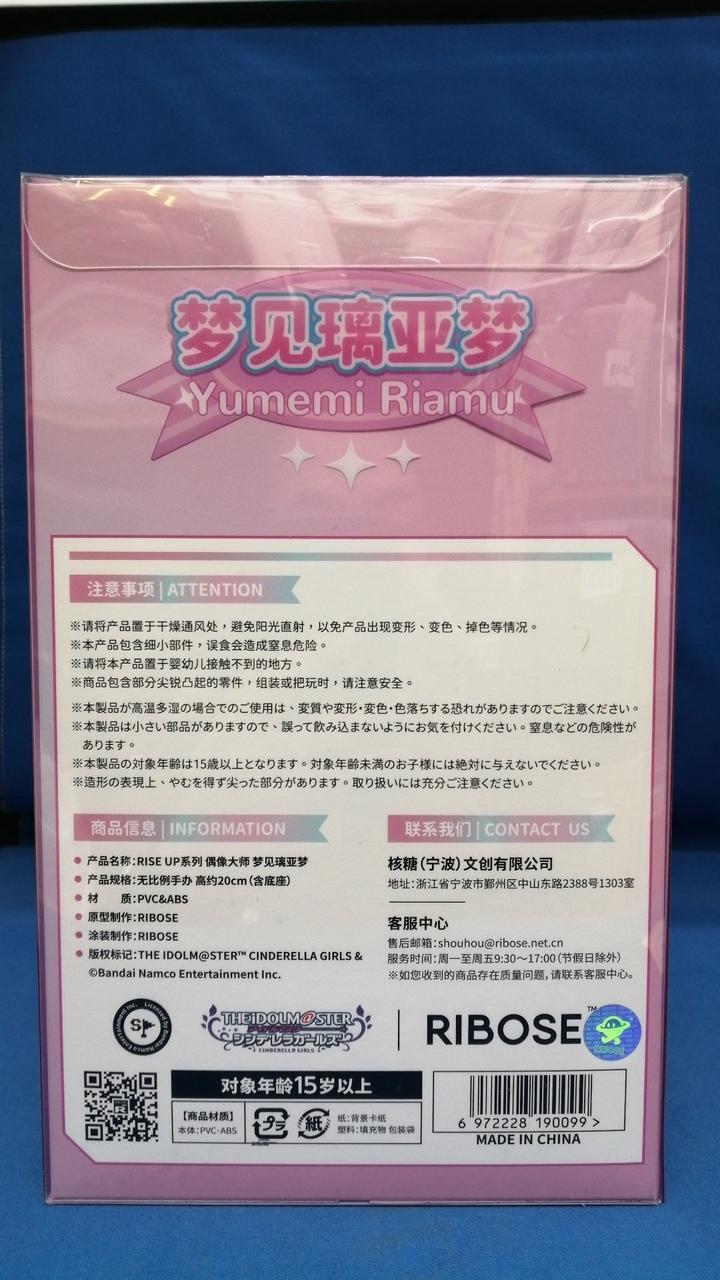 梦见璃亚梦
Yumemi Riamu
注意事项 | ATTENTION
※请将产品置于干燥通风处，避免阳光直射，以免产品出现变形、变色、掉色等情况。
※本产品包含细小部件，误食会造成窒息危险。
※请将本产品置于婴幼儿接触不到的地方。
※商品包含部分尖锐凸起的零件，组装或把玩时，请注意安全。
※本製品が高温多湿の場合でのご使用は、変質や変形・変色・色落ちする恐れがありますのでご注意ください。
※本製品は小さい部品がありますので、誤って飲み込まないようにお気を付けください。窒息などの危険性が
あります。
※本製品の対象年齢は15歳以上となります。対象年齢未満のお子様には絶対に与えないでください。
※造形の表現上、やむを得ず尖った部分があります。取り扱いには充分ご注意ください。
商品信息 | INFORMATION
产品名称：RISE UP系列 偶像大师 梦见璃亚梦
产品规格：无比例手办 高约20cm（含底座）
材 质：PVC&ABS
原型制作：RIBOSE
涂装制作：RIBOSE
版权标记：THE IDOLM@STER™ CINDERELLA GIRLS &
©Bandai Namco Entertainment Inc.
联系我们 | CONTACT US
核糖（宁波）文创有限公司
地址：浙江省宁波市鄞州区中山东路2388号1303室
客服中心
售后邮箱：shouhou@ribose.net.cn
服务时间：周一至周五9:30～17:00（节假日除外）
※如您收到的商品存在质量问题，请联系客服中心。
Licensed by Bandai Namco Entertainment Inc.
SP
THE IDOLM@STER
アイドルマスター
シンデレラガールズ
CINDERELLA GIRLS
RIBOSE™
对象年龄15岁以上
【商品材质】
本体：PVC・ABS
プラ
紙
纸：背景卡纸
塑料：填充物 包装袋
6 972228 190099 >
MADE IN CHINA